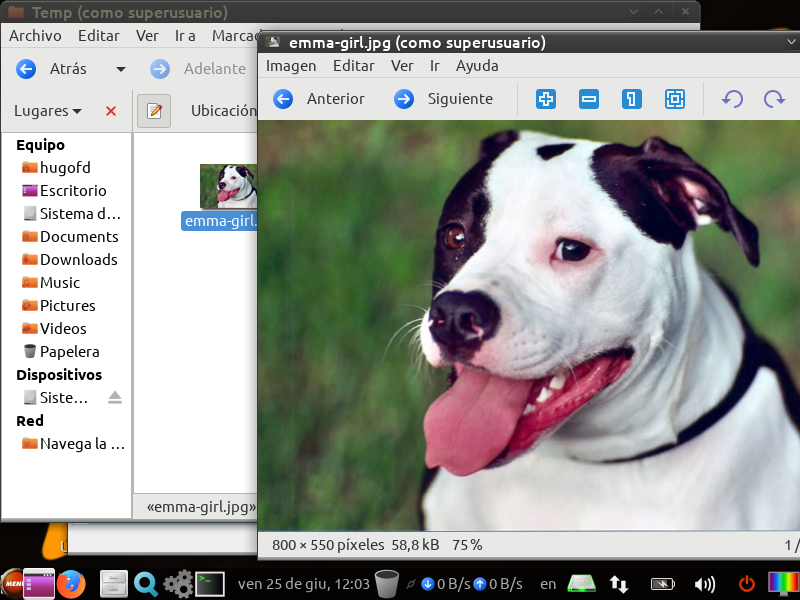 Temp (como superusuario)
Archivo Editar Ver Ir a
Atrás Adelante
Lugares Ubicación
Equipo
hugofd
Escritorio
Sistema d…
Documents
Downloads
Music
Pictures
Videos
Papelera
Dispositivos
Siste…
Red
Navega la …
emma-girl.
«emma-girl.jpg»
emma-girl.jpg (como superusuario)
Imagen Editar Ver Ir Ayuda
Anterior Siguiente
800 × 550 píxeles 58,8 kB 75 % 1 /
MENU ven 25 de giu, 12:03 0 B/s 0 B/s en